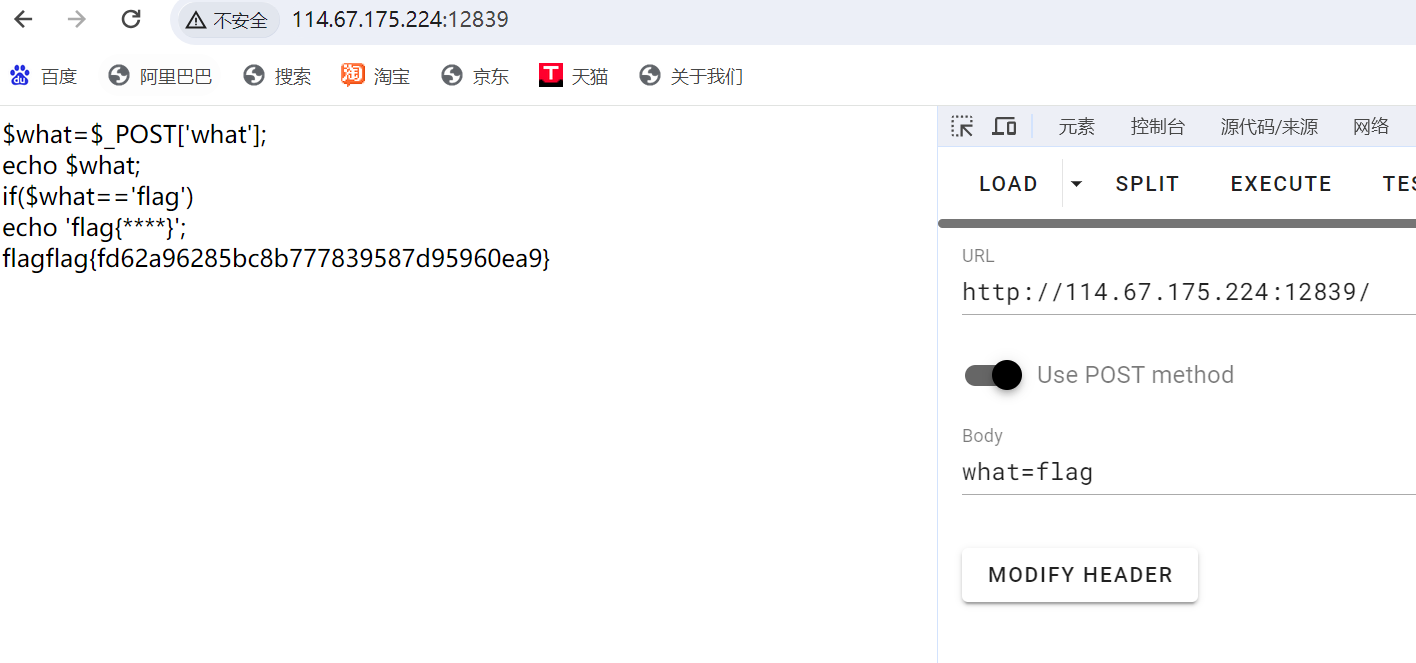 不安全 114.67.175.224:12839
百度 阿里巴巴 搜索 淘 淘宝 京东 T 天猫 关于我们
$what=$_POST['what'];
echo $what;
if($what=='flag')
echo 'flag{****}';
flagflag{fd62a96285bc8b777839587d95960ea9}
元素 控制台 源代码/来源 网络
LOAD SPLIT EXECUTE TES
URL
http://114.67.175.224:12839/
Use POST method
Body
what=flag
MODIFY HEADER